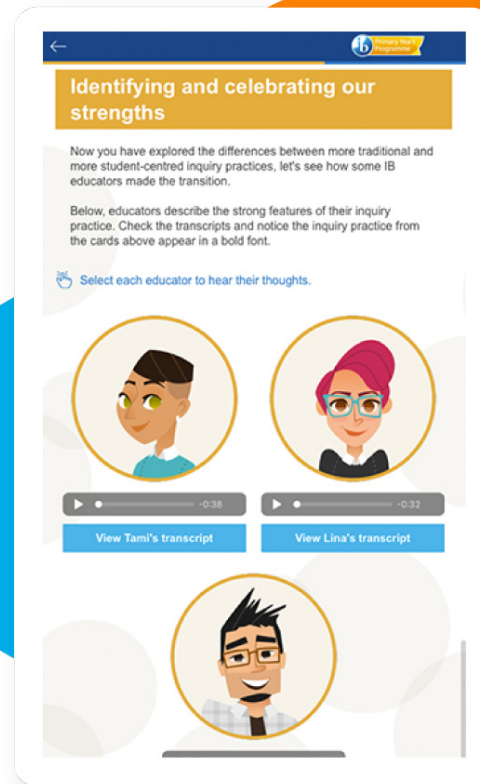 ib
Primary Years
Programme
Identifying and celebrating our
strengths
Now you have explored the differences between more traditional and
more student-centred inquiry practices, let's see how some IB
educators made the transition.
Below, educators describe the strong features of their inquiry
practice. Check the transcripts and notice the inquiry practice from
the cards above appear in a bold font.
Select each educator to hear their thoughts.
-0:38
-0:32
View Tami's transcript
View Lina's transcript